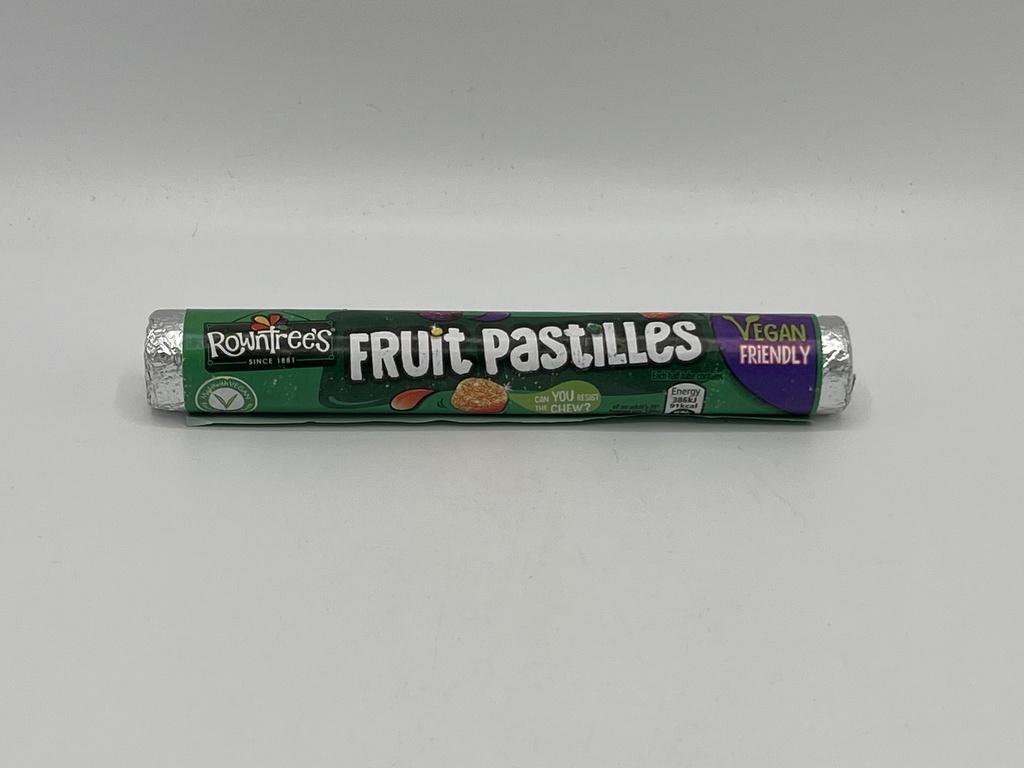 Rowntree's
SINCE 1881
FRUIT PASTILLES
VEGAN
FRIENDLY
CAN YOU RESIST
THE CHEW?
Energy
386kJ
91kcal